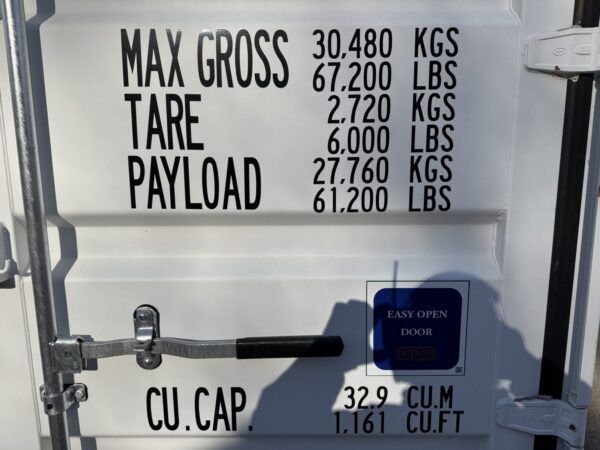 MAX GROSS 30,480 KGS
67,200 LBS
TARE 2,720 KGS
6,000 LBS
PAYLOAD 27,760 KGS
61,200 LBS
EASY OPEN
DOOR
PATENTED
CU.CAP. 32.9 CU.M
1,161 CU.FT